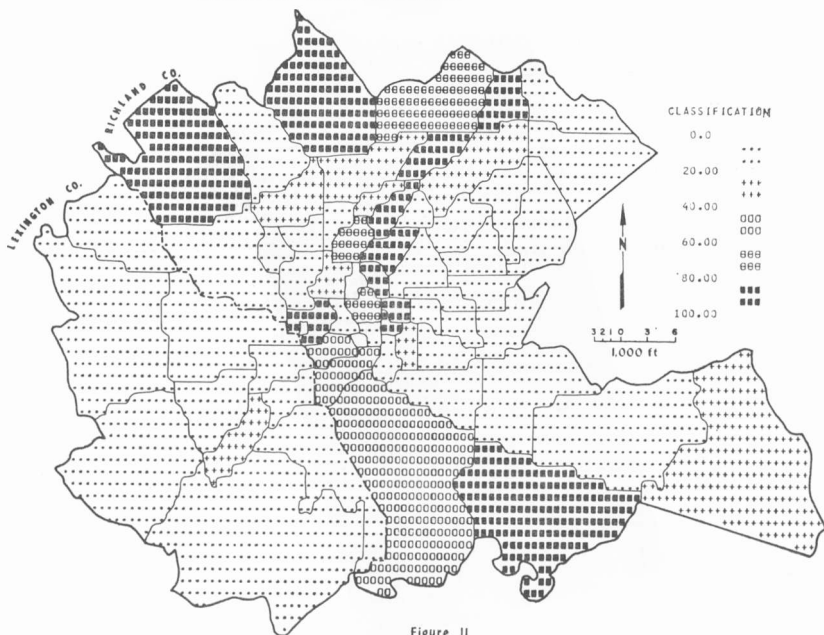 RICHLAND CO.
LEXINGTON CO.
CLASSIFICATION
0.0
20.00
40.00
60.00
80.00
100.00
N
3 2 1 0 3 6
1,000 ft
Figure II